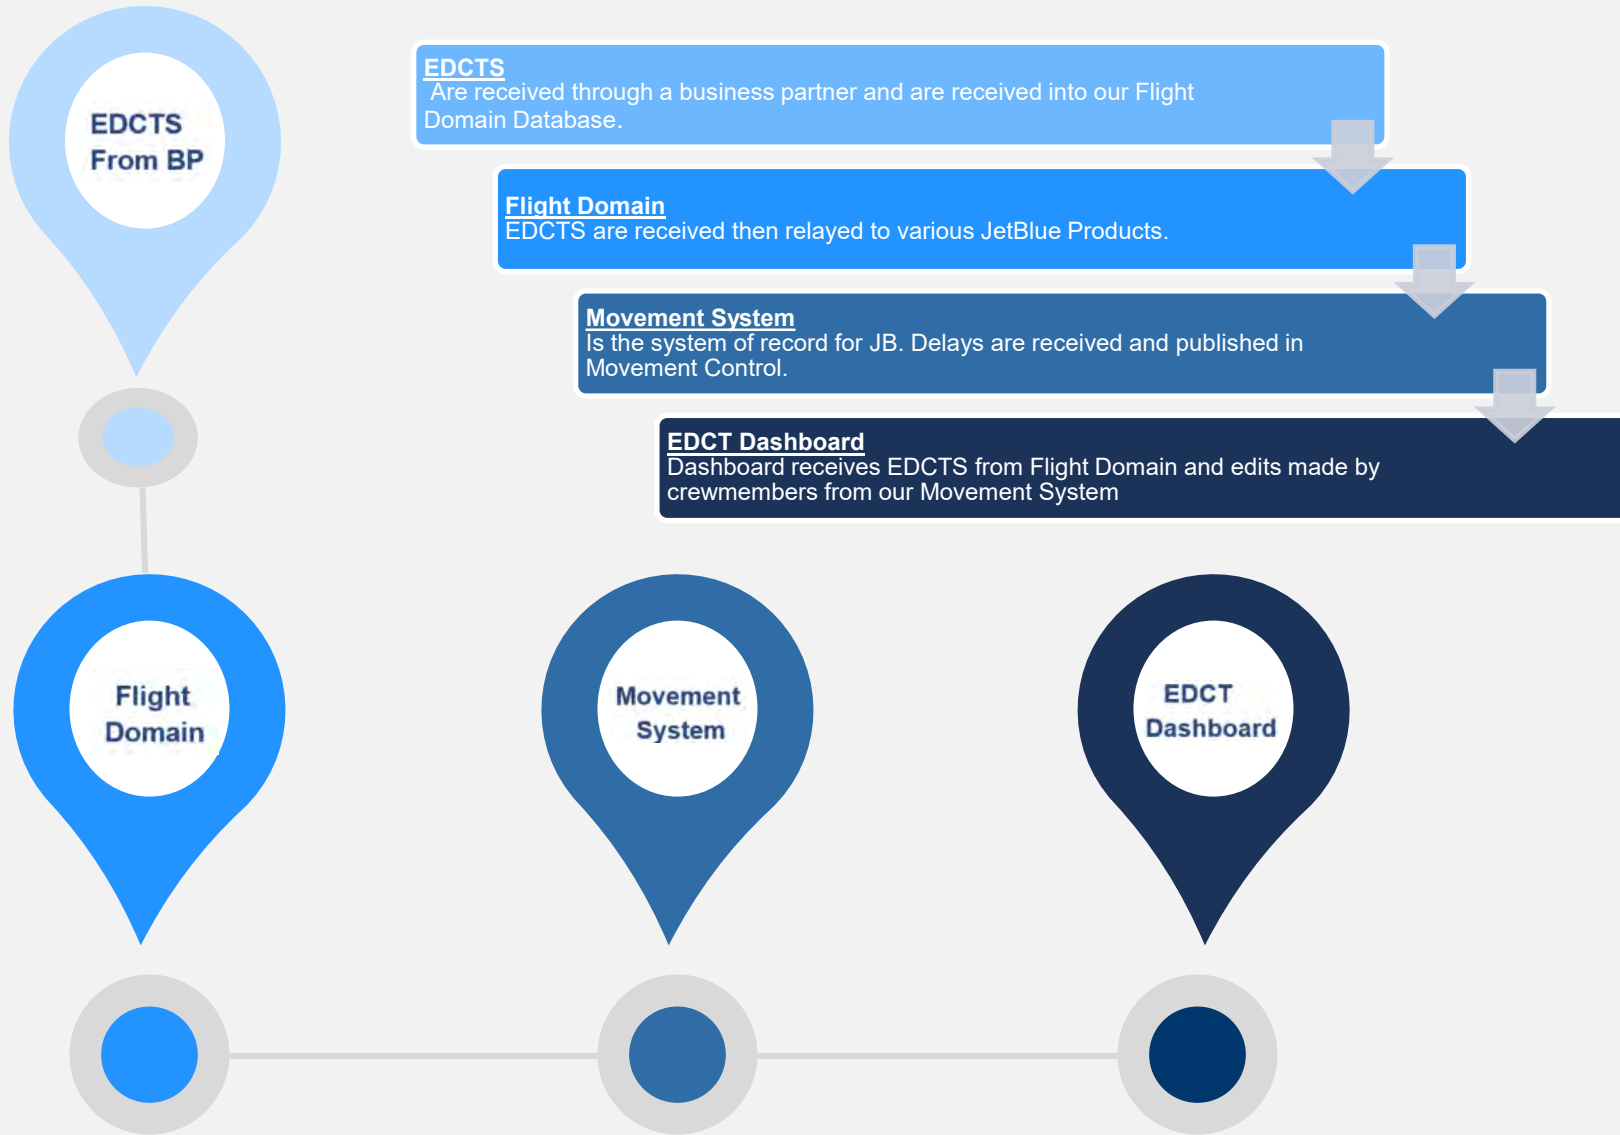 EDCTS
From BP
EDCTS
Are received through a business partner and are received into our Flight
Domain Database.
Flight Domain
EDCTS are received then relayed to various JetBlue Products.
Movement System
Is the system of record for JB. Delays are received and published in
Movement Control.
EDCT Dashboard
Dashboard receives EDCTS from Flight Domain and edits made by
crewmembers from our Movement System
Flight
Domain
Movement
System
EDCT
Dashboard